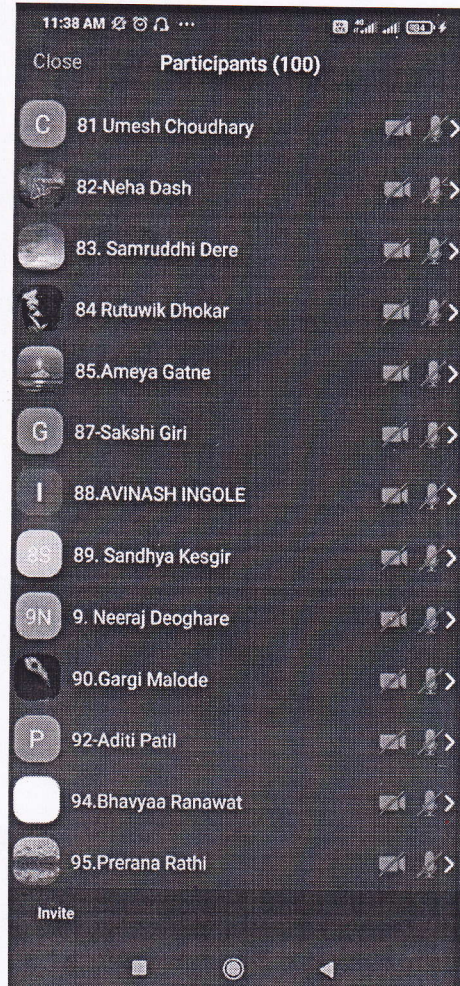 11:38 AM
Close Participants (100)
C 81 Umesh Choudhary
82-Neha Dash
83. Samruddhi Dere
84 Rutuwik Dhokar
85.Ameya Gatne
G 87-Sakshi Giri
I 88.AVINASH INGOLE
8S 89. Sandhya Kesgir
9N 9. Neeraj Deoghare
90.Gargi Malode
P 92-Aditi Patil
94.Bhavyaa Ranawat
95.Prerana Rathi
Invite